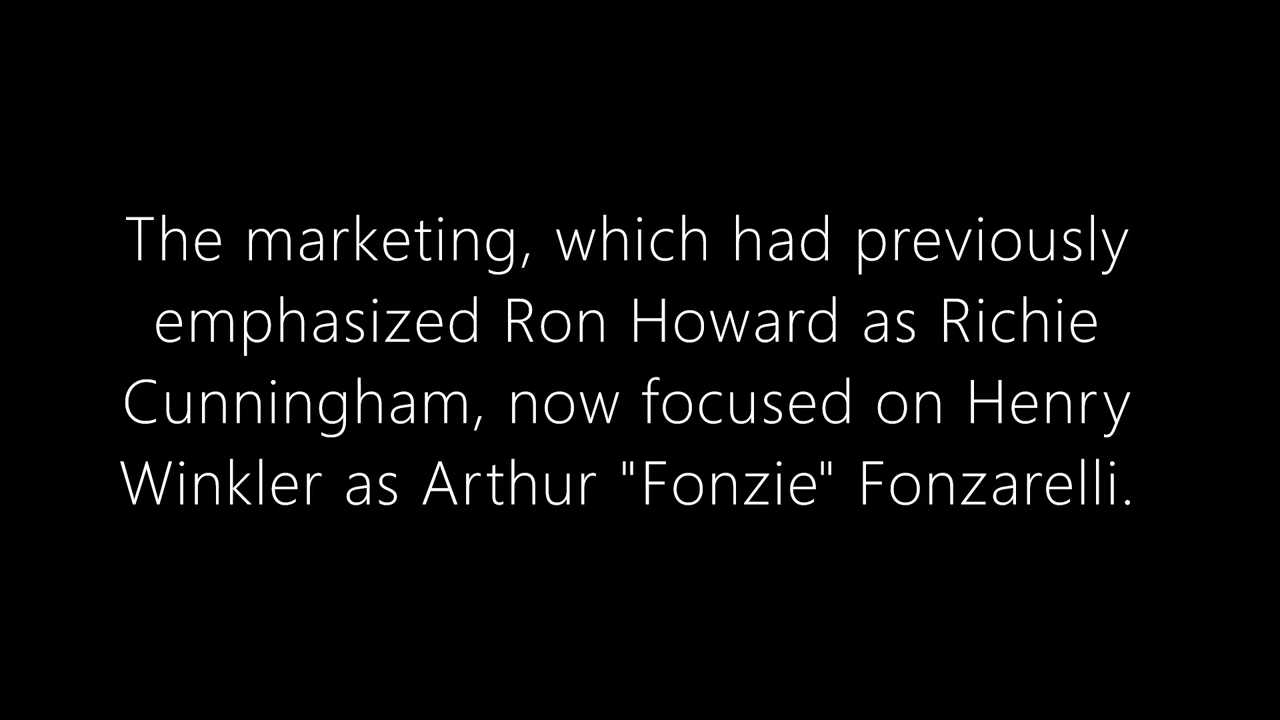 The marketing, which had previously
emphasized Ron Howard as Richie
Cunningham, now focused on Henry
Winkler as Arthur "Fonzie" Fonzarelli.